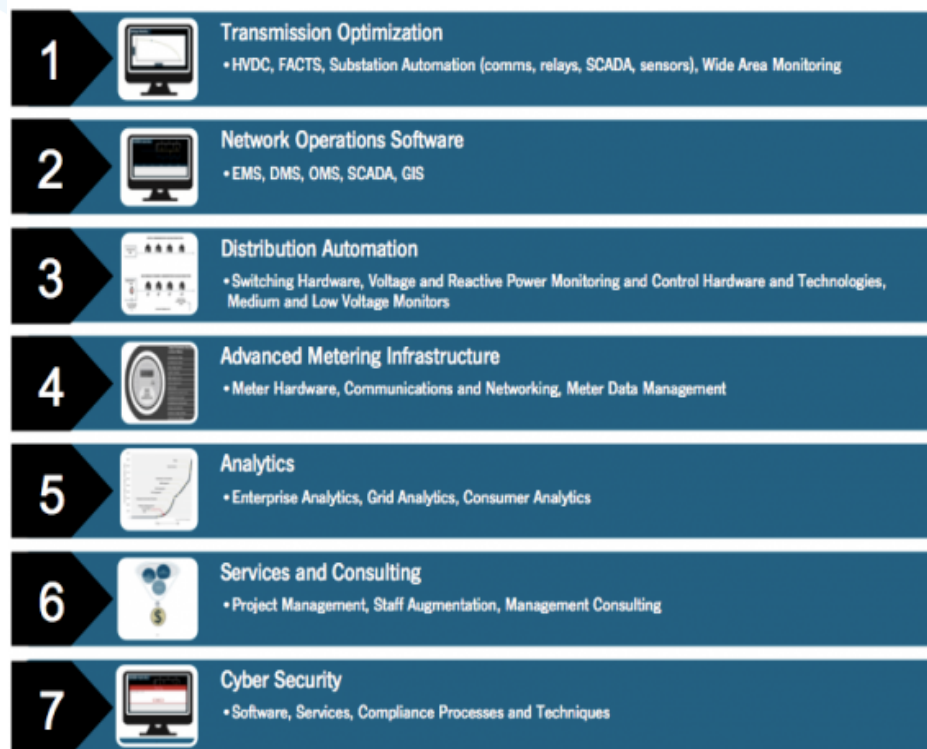 1
Transmission Optimization
•HVDC, FACTS, Substation Automation (comms, relays, SCADA, sensors), Wide Area Monitoring
2
Network Operations Software
•EMS, DMS, OMS, SCADA, GIS
3
Distribution Automation
•Switching Hardware, Voltage and Reactive Power Monitoring and Control Hardware and Technologies,
Medium and Low Voltage Monitors
4
Advanced Metering Infrastructure
•Meter Hardware, Communications and Networking, Meter Data Management
5
Analytics
•Enterprise Analytics, Grid Analytics, Consumer Analytics
6
Services and Consulting
•Project Management, Staff Augmentation, Management Consulting
$
7
Cyber Security
•Software, Services, Compliance Processes and Techniques